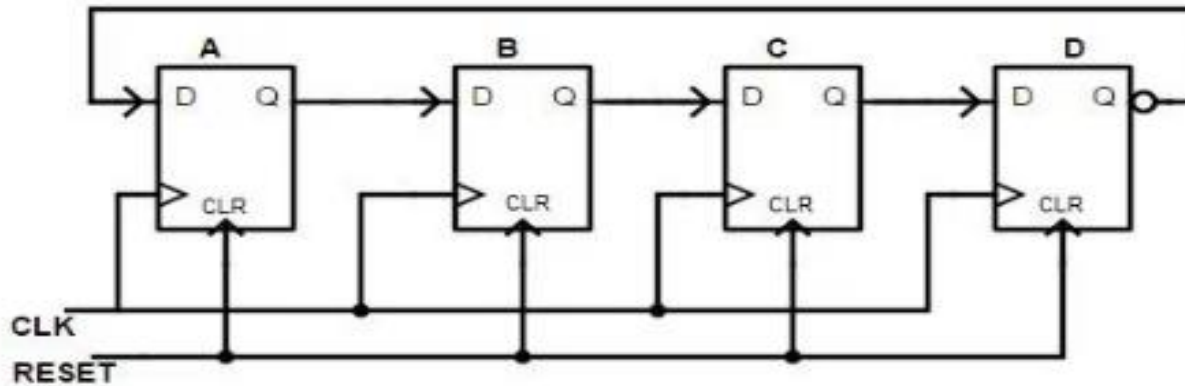 A B C D
D Q D Q D Q D Q
CLR CLR CLR CLR
CLK
RESET